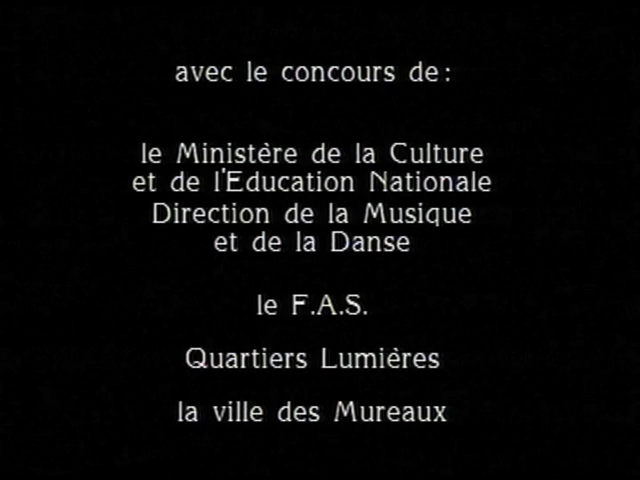 avec le concours de :
le Ministère de la Culture
et de l'Education Nationale
Direction de la Musique
et de la Danse
le F.A.S.
Quartiers Lumières
la ville des Mureaux